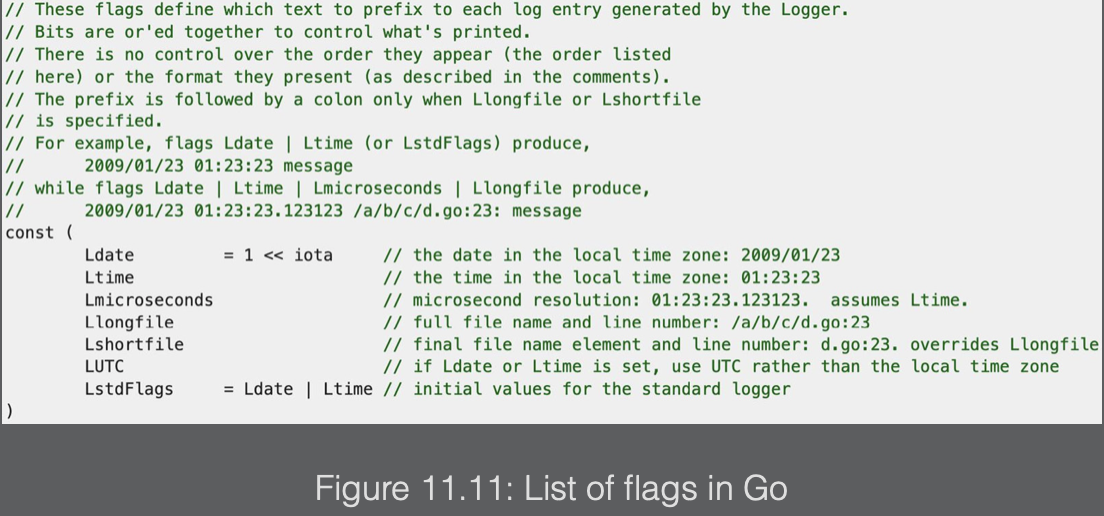 // These flags define which text to prefix to each log entry generated by the Logger.
// Bits are or'ed together to control what's printed.
// There is no control over the order they appear (the order listed
// here) or the format they present (as described in the comments).
// The prefix is followed by a colon only when Llongfile or Lshortfile
// is specified.
// For example, flags Ldate | Ltime (or LstdFlags) produce,
//      2009/01/23 01:23:23 message
// while flags Ldate | Ltime | Lmicroseconds | Llongfile produce,
//      2009/01/23 01:23:23.123123 /a/b/c/d.go:23: message
const (
        Ldate         = 1 << iota     // the date in the local time zone: 2009/01/23
        Ltime                         // the time in the local time zone: 01:23:23
        Lmicroseconds                 // microsecond resolution: 01:23:23.123123.  assumes Ltime.
        Llongfile                     // full file name and line number: /a/b/c/d.go:23
        Lshortfile                    // final file name element and line number: d.go:23. overrides Llongfile
        LUTC                          // if Ldate or Ltime is set, use UTC rather than the local time zone
        LstdFlags     = Ldate | Ltime // initial values for the standard logger
)
Figure 11.11: List of flags in Go